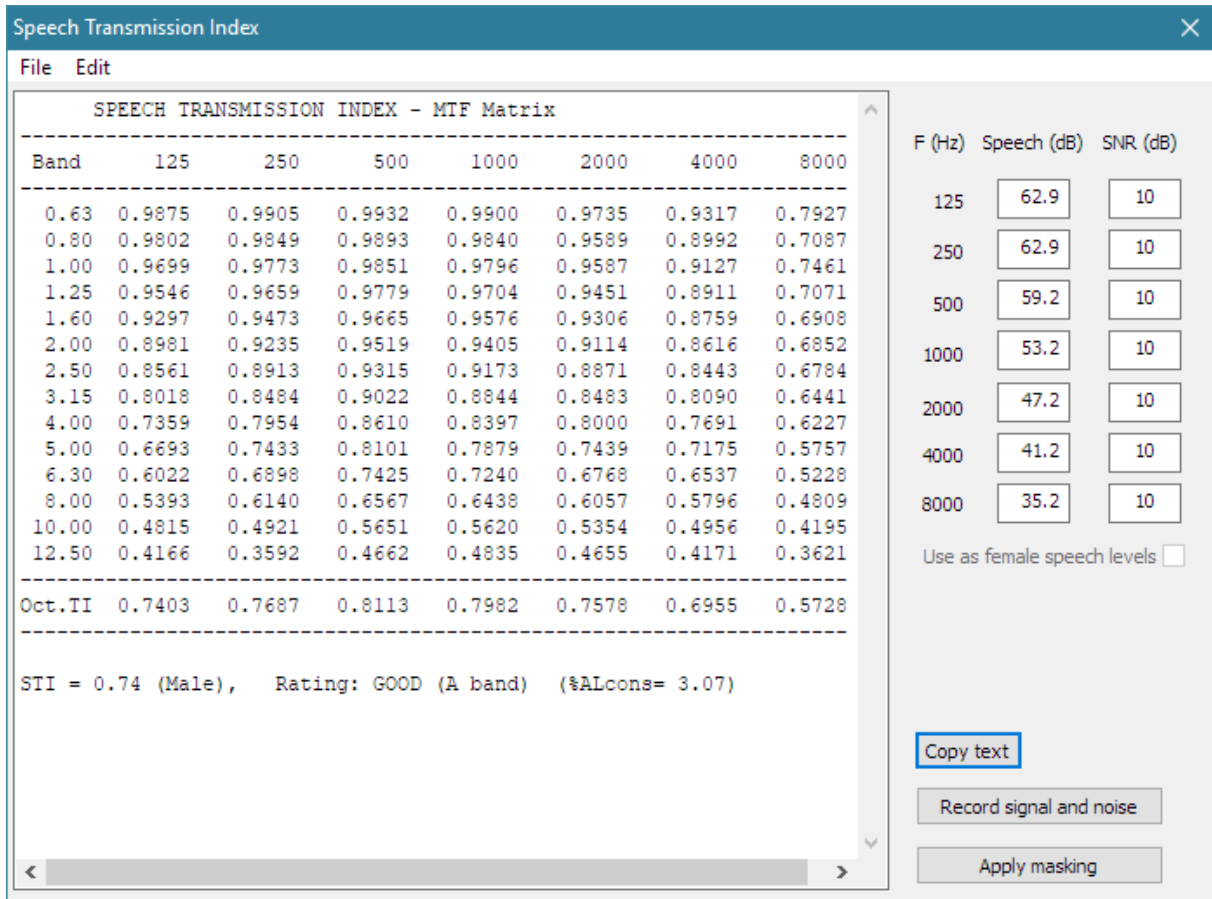 Speech Transmission Index
File Edit
SPEECH TRANSMISSION INDEX - MTF Matrix
Band 125 250 500 1000 2000 4000 8000
0.63 0.9875 0.9905 0.9932 0.9900 0.9735 0.9317 0.7927
0.80 0.9802 0.9849 0.9893 0.9840 0.9589 0.8992 0.7087
1.00 0.9699 0.9773 0.9851 0.9796 0.9587 0.9127 0.7461
1.25 0.9546 0.9659 0.9779 0.9704 0.9451 0.8911 0.7071
1.60 0.9297 0.9473 0.9665 0.9576 0.9306 0.8759 0.6908
2.00 0.8981 0.9235 0.9519 0.9405 0.9114 0.8616 0.6852
2.50 0.8561 0.8913 0.9315 0.9173 0.8871 0.8443 0.6784
3.15 0.8018 0.8484 0.9022 0.8844 0.8483 0.8090 0.6441
4.00 0.7359 0.7954 0.8610 0.8397 0.8000 0.7691 0.6227
5.00 0.6693 0.7433 0.8101 0.7879 0.7439 0.7175 0.5757
6.30 0.6022 0.6898 0.7425 0.7240 0.6768 0.6537 0.5228
8.00 0.5393 0.6140 0.6567 0.6438 0.6057 0.5796 0.4809
10.00 0.4815 0.4921 0.5651 0.5620 0.5354 0.4956 0.4195
12.50 0.4166 0.3592 0.4662 0.4835 0.4655 0.4171 0.3621
Oct.TI 0.7403 0.7687 0.8113 0.7982 0.7578 0.6955 0.5728
STI = 0.74 (Male), Rating: GOOD (A band) (%ALcons= 3.07)
F (Hz) Speech (dB) SNR (dB)
125 62.9 10
250 62.9 10
500 59.2 10
1000 53.2 10
2000 47.2 10
4000 41.2 10
8000 35.2 10
Use as female speech levels
Copy text
Record signal and noise
Apply masking